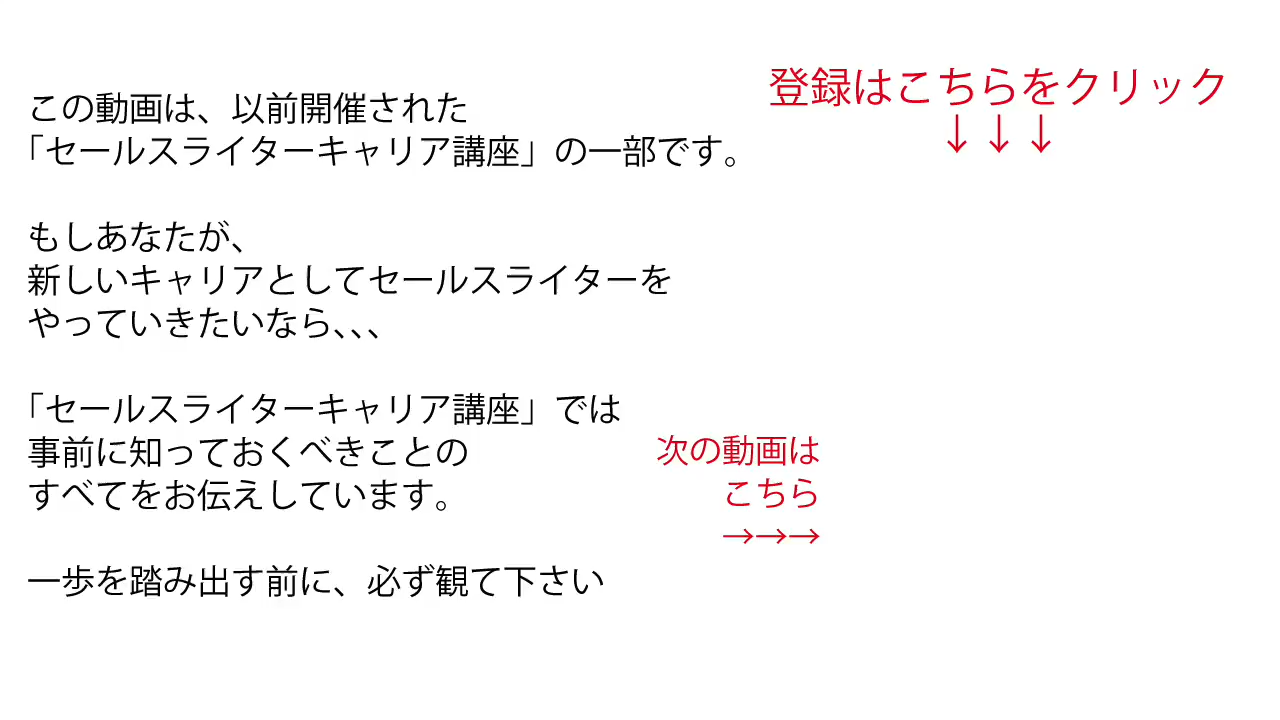 この動画は、以前開催された
「セールスライターキャリア講座」の一部です。
もしあなたが、
新しいキャリアとしてセールスライターを
やっていきたいなら、、、
「セールスライターキャリア講座」では
事前に知っておくべきことの
すべてをお伝えしています。
一歩を踏み出す前に、必ず観て下さい
登録はこちらをクリック
↓↓↓
次の動画は
こちら
→→→